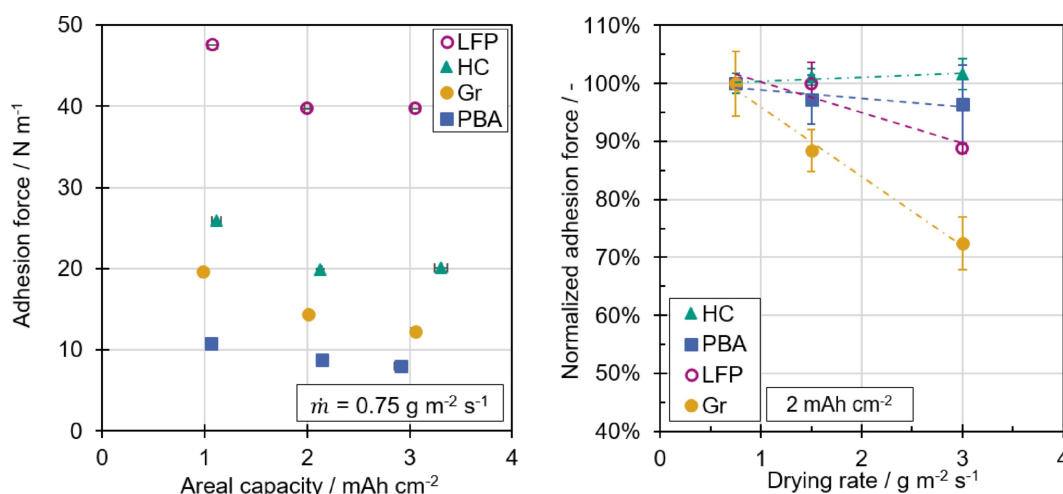 50
40
30
20
10
0
0
1
2
3
4
Adhesion force / N m⁻¹
Areal capacity / mAh cm⁻²
LFP
HC
Gr
PBA
ṁ = 0.75 g m⁻² s⁻¹
110%
100%
90%
80%
70%
60%
50%
40%
0
1
2
3
4
Normalized adhesion force / -
Drying rate / g m⁻² s⁻¹
HC
PBA
LFP
Gr
2 mAh cm⁻²